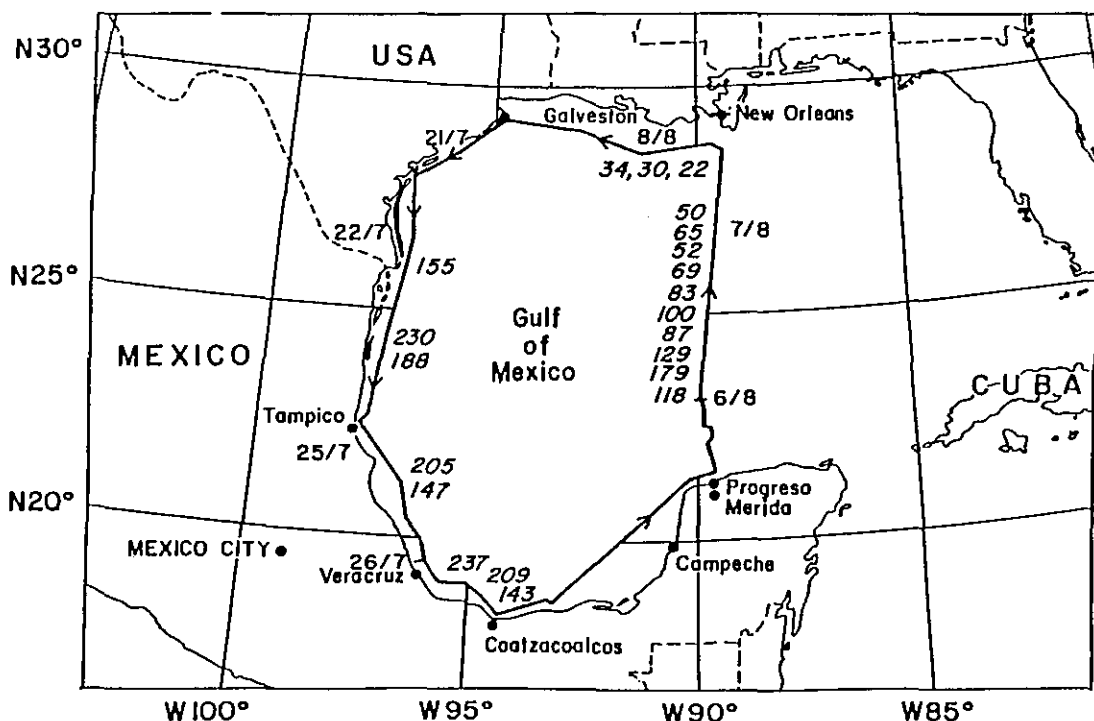 N30°
USA
Galveston
New Orleans
21/7
8/8
34, 30, 22
22/7
50
7/8
65
52
155
69
N25°
83
100
Gulf
of
Mexico
230
188
87
129
179
118
6/8
MEXICO
CUBA
Tampico
25/7
205
147
Progreso
Merida
N20°
MEXICO CITY
26/7
Veracruz
237
209
143
Campeche
Coatzacoalcos
W100°
W95°
W90°
W85°